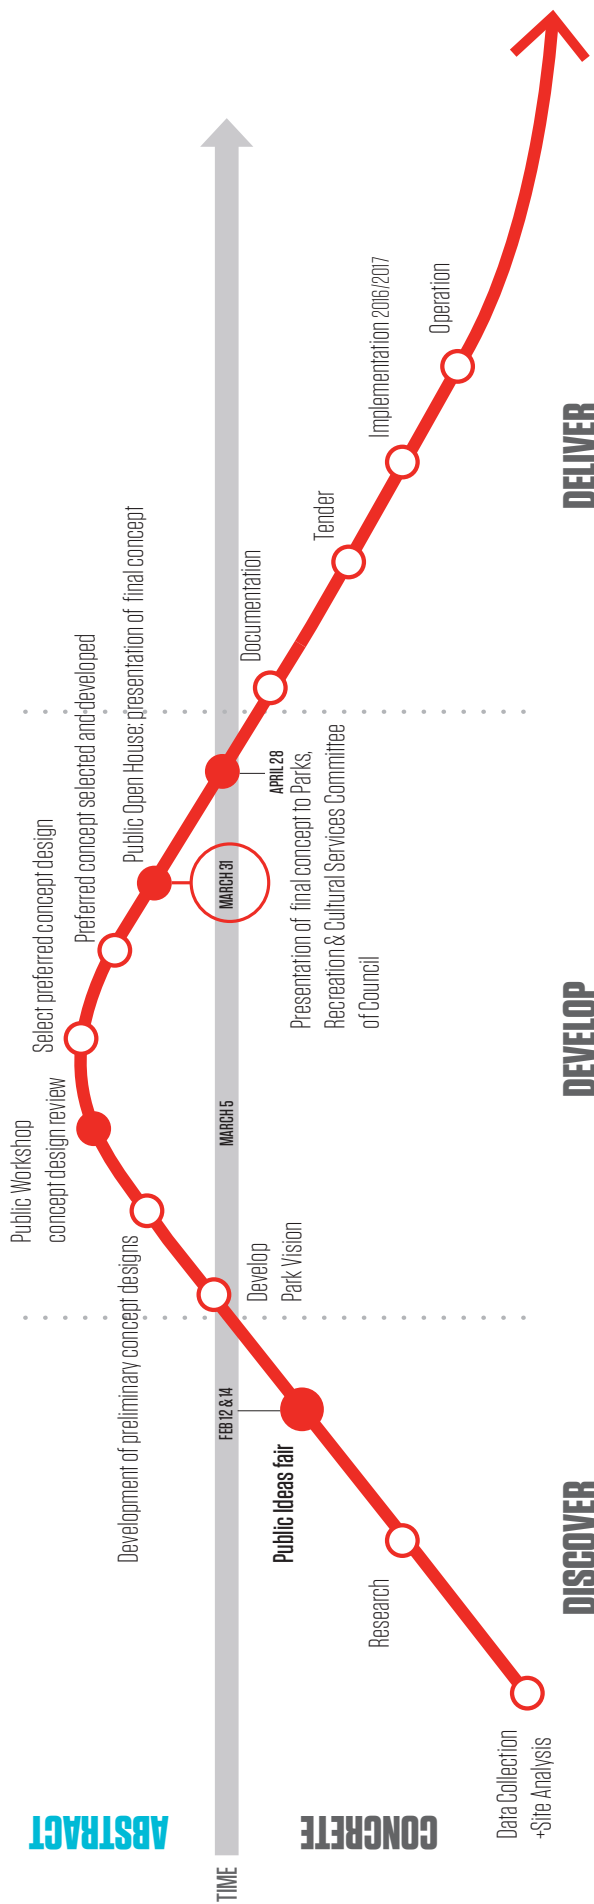 ABSTRACT
TIME
CONCRETE
Data Collection
+Site Analysis
Research
Public Ideas fair
FEB 12 & 14
Develop
Park Vision
Development of preliminary concept designs
Public Workshop
concept design review
MARCH 5
Select preferred concept design
Preferred concept selected and developed
Public Open House: presentation of final concept
MARCH 31
APRIL 28
Presentation of final concept to Parks,
Recreation & Cultural Services Committee
of Council
Documentation
Tender
Implementation 2016/2017
Operation
DISCOVER
DEVELOP
DELIVER